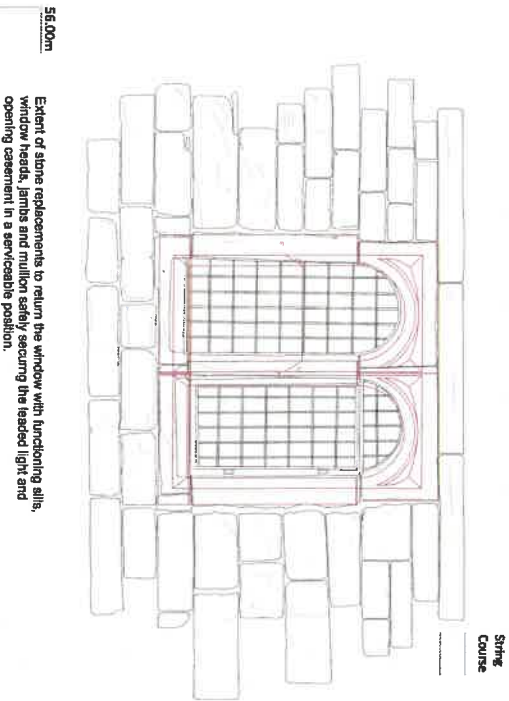 String
Course
56.00m
Extent of stone replacements to return the window with functioning sills,
window heads, jambs and mullion safely securing the leaded light and
opening casement in a serviceable position.